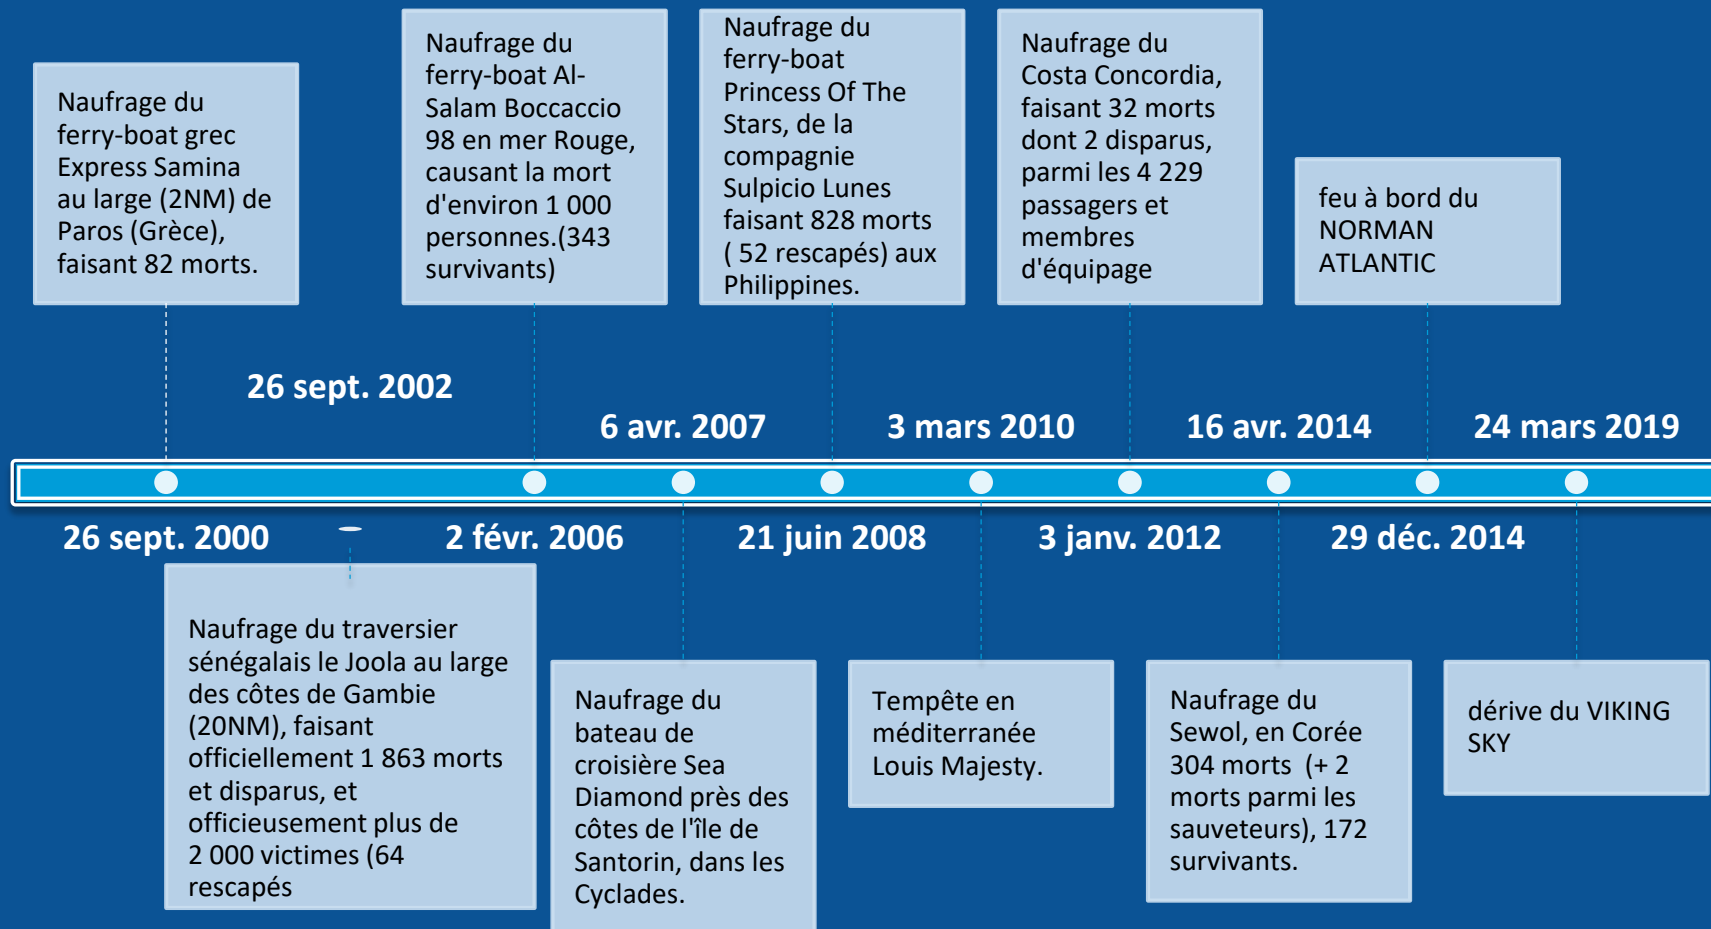 Naufrage du
ferry-boat grec
Express Samina
au large (2NM) de
Paros (Grèce),
faisant 82 morts.
26 sept. 2000
26 sept. 2002
Naufrage du traversier
sénégalais le Joola au large
des côtes de Gambie
(20NM), faisant
officiellement 1 863 morts
et disparus, et
officieusement plus de
2 000 victimes (64
rescapés
Naufrage du
ferry-boat Al-
Salam Boccaccio
98 en mer Rouge,
causant la mort
d'environ 1 000
personnes.(343
survivants)
2 févr. 2006
6 avr. 2007
Naufrage du
bateau de
croisière Sea
Diamond près des
côtes de l'île de
Santorin, dans les
Cyclades.
Naufrage du
ferry-boat
Princess Of The
Stars, de la
compagnie
Sulpicio Lunes
faisant 828 morts
( 52 rescapés) aux
Philippines.
21 juin 2008
3 mars 2010
Tempête en
méditerranée
Louis Majesty.
Naufrage du
Costa Concordia,
faisant 32 morts
dont 2 disparus,
parmi les 4 229
passagers et
membres
d'équipage
3 janv. 2012
16 avr. 2014
Naufrage du
Sewol, en Corée
304 morts (+ 2
morts parmi les
sauveteurs), 172
survivants.
feu à bord du
NORMAN
ATLANTIC
29 déc. 2014
24 mars 2019
dérive du VIKING
SKY